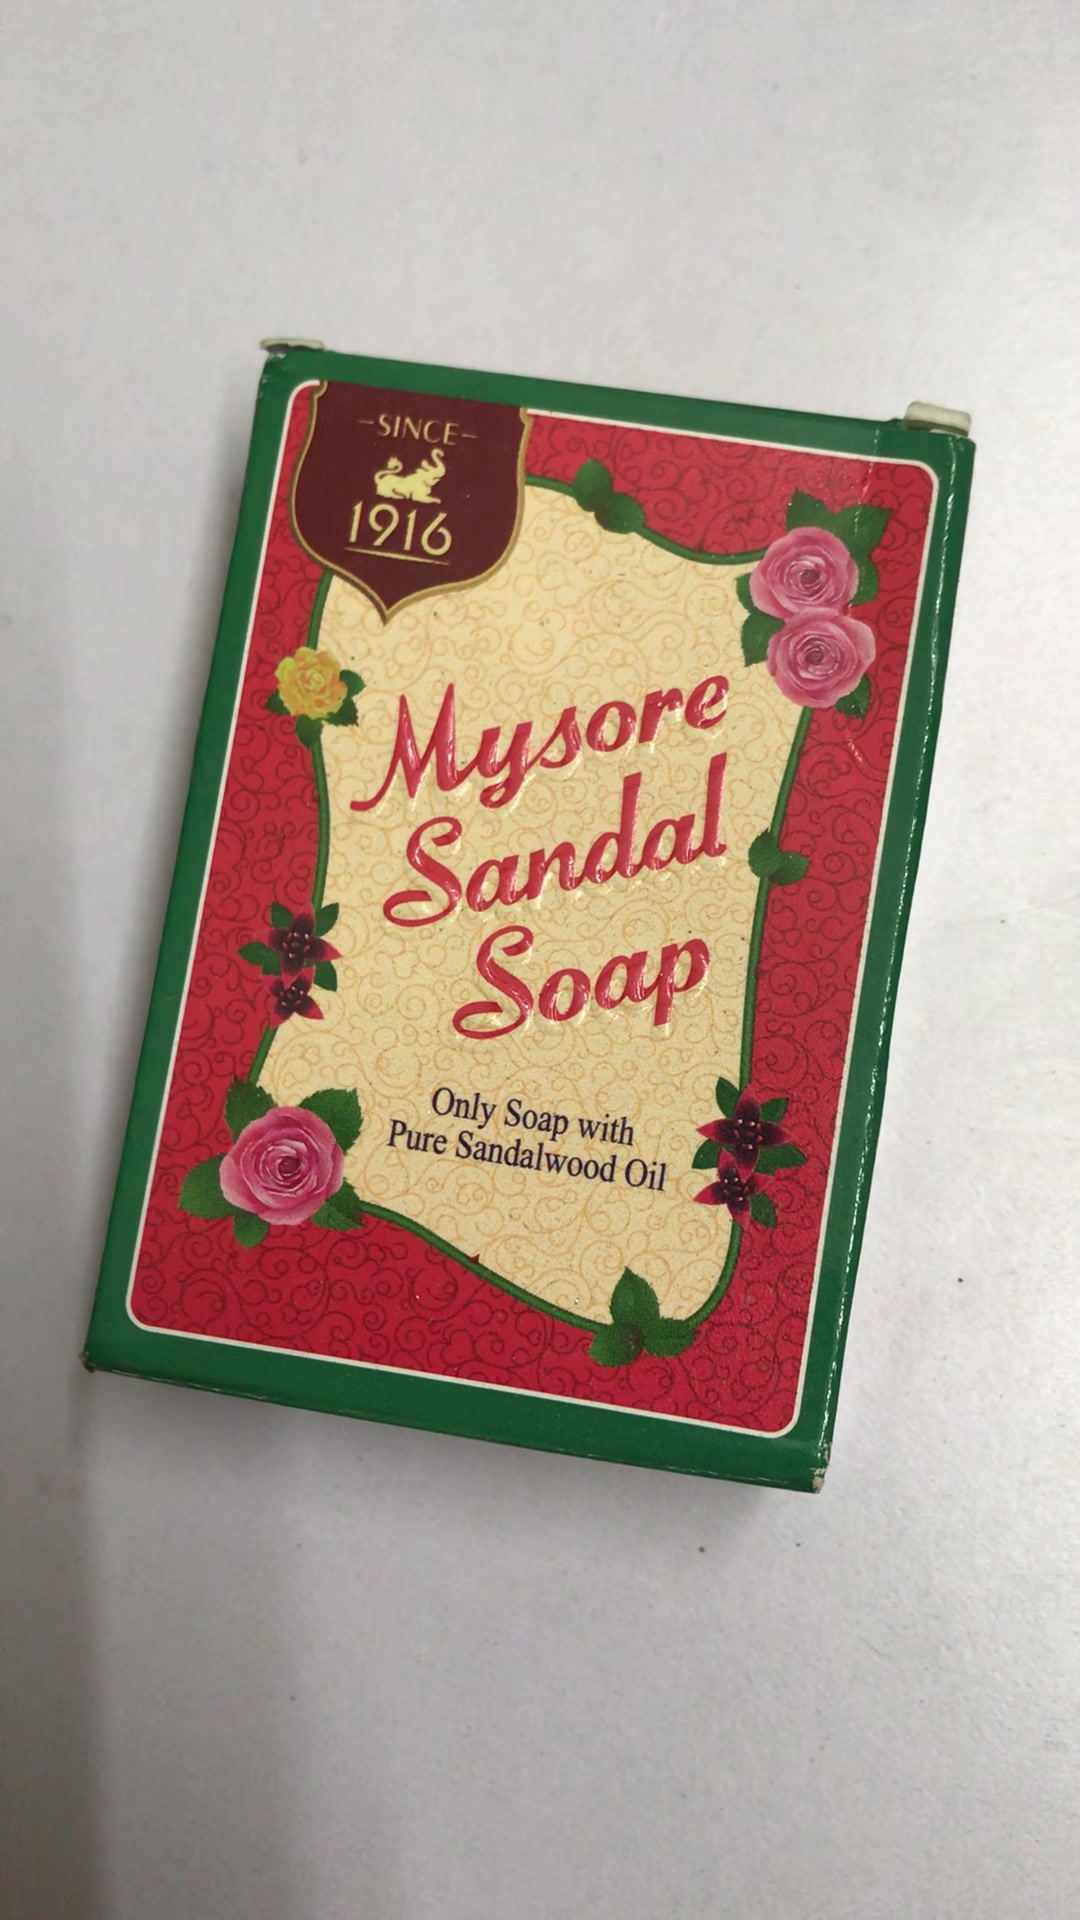 -SINCE-
1916
Mysore
Sandal
Soap
Only Soap with
Pure Sandalwood Oil